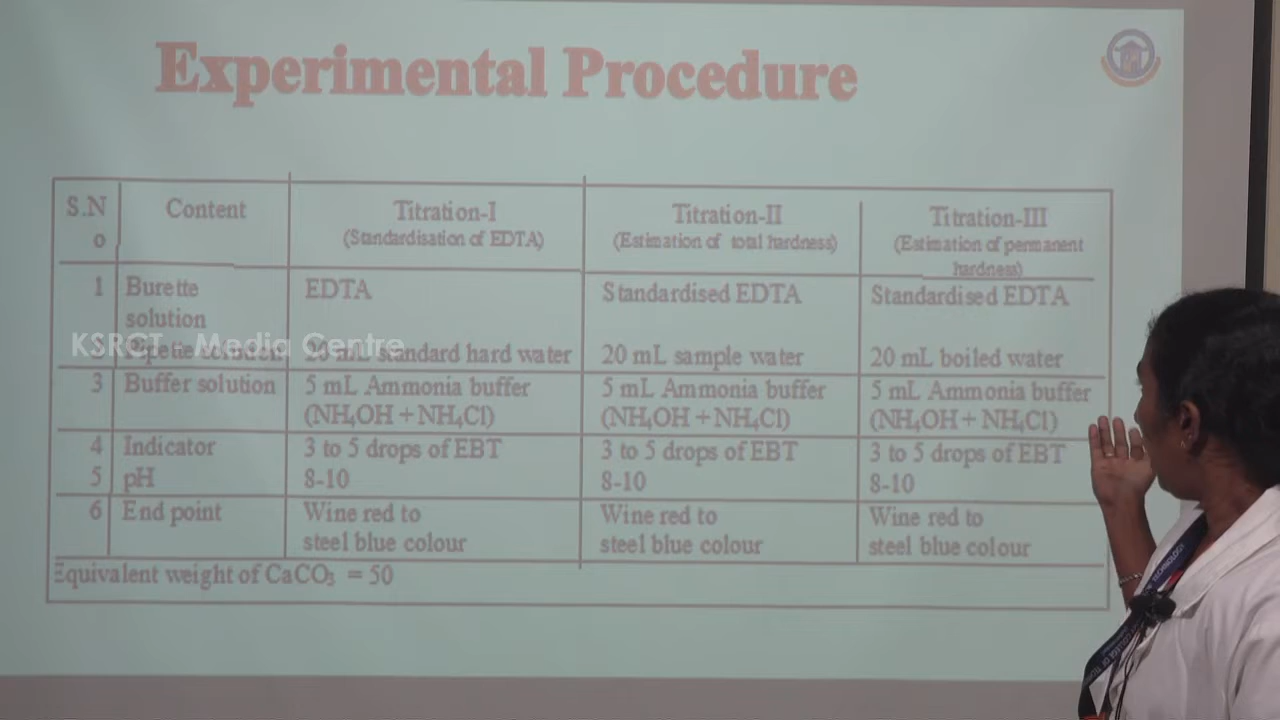 Experimental Procedure
S.N
o
Content
Titration-I
(Standardisation of EDTA)
Titration-II
(Estimation of total hardness)
Titration-III
(Estimation of permanent
hardness)
1
Burette
solution
EDTA
Standardised EDTA
Standardised EDTA
KSRCT - Media Centre
Pipette solution
20 mL standard hard water
20 mL sample water
20 mL boiled water
3
Buffer solution
5 mL Ammonia buffer
(NH₄OH + NH₄Cl)
5 mL Ammonia buffer
(NH₄OH + NH₄Cl)
5 mL Ammonia buffer
(NH₄OH + NH₄Cl)
4
Indicator
3 to 5 drops of EBT
3 to 5 drops of EBT
3 to 5 drops of EBT
5
pH
8-10
8-10
8-10
6
End point
Wine red to
steel blue colour
Wine red to
steel blue colour
Wine red to
steel blue colour
Equivalent weight of CaCO₃ = 50
TECHNOLOGY